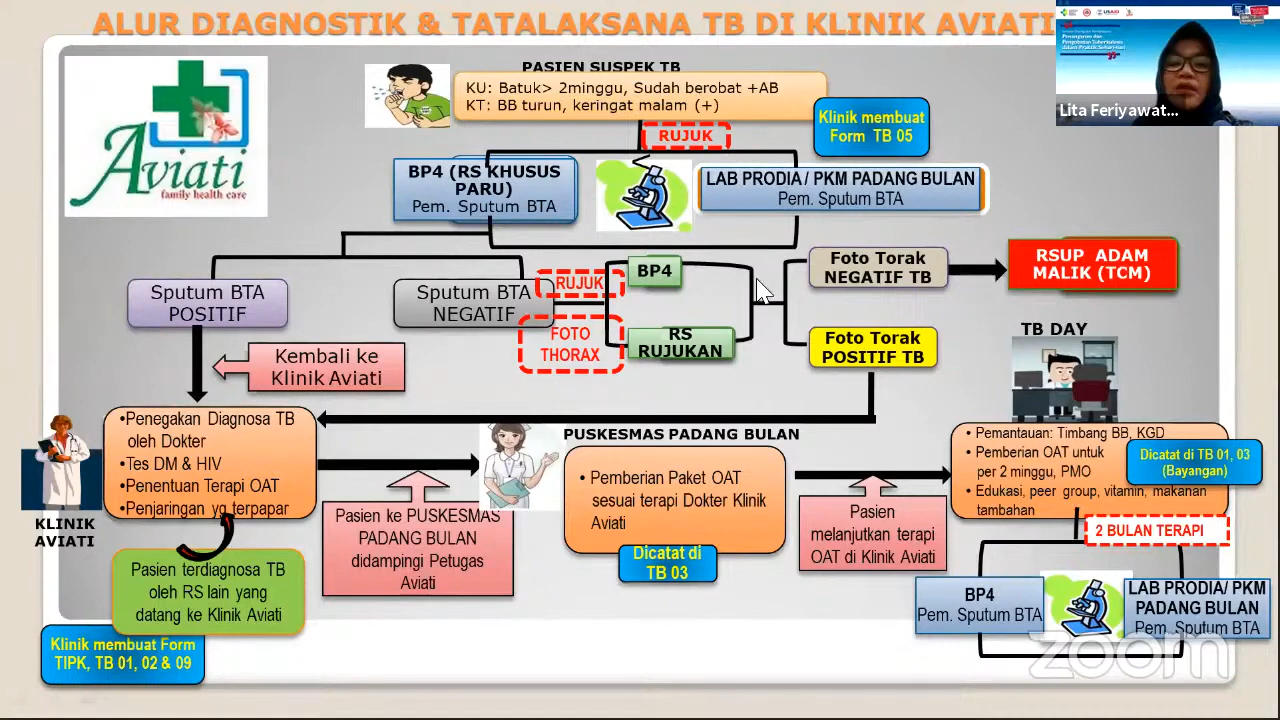 ALUR DIAGNOSTIK & TATALAKSANA TB DI KLINIK AVIATI
USAID
Penanganan dan
Pengobatan Tuberkulosis
dalam Praktik Sehari-hari
Lita Feriyawat...
Aviati
family health care
PASIEN SUSPEK TB
KU: Batuk> 2minggu, Sudah berobat +AB
KT: BB turun, keringat malam (+)
Klinik membuat
Form TB 05
RUJUK
BP4 (RS KHUSUS
PARU)
Pem. Sputum BTA
LAB PRODIA / PKM PADANG BULAN
Pem. Sputum BTA
Sputum BTA
POSITIF
Sputum BTA
NEGATIF
RUJUK
FOTO
THORAX
BP4
RS
RUJUKAN
Foto Torak
NEGATIF TB
RSUP ADAM
MALIK (TCM)
Foto Torak
POSITIF TB
Kembali ke
Klinik Aviati
TB DAY
KLINIK
AVIATI
•Penegakan Diagnosa TB
oleh Dokter
•Tes DM & HIV
•Penentuan Terapi OAT
•Penjaringan yg terpapar
Pasien ke PUSKESMAS
PADANG BULAN
didampingi Petugas
Aviati
PUSKESMAS PADANG BULAN
• Pemberian Paket OAT
sesuai terapi Dokter Klinik
Aviati
Dicatat di
TB 03
Pasien
melanjutkan terapi
OAT di Klinik Aviati
• Pemantauan: Timbang BB, KGD
• Pemberian OAT untuk
per 2 minggu, PMO
• Edukasi, peer group, vitamin, makanan
tambahan
Dicatat di TB 01, 03
(Bayangan)
2 BULAN TERAPI
BP4
Pem. Sputum BTA
LAB PRODIA/ PKM
PADANG BULAN
Pem. Sputum BTA
Pasien terdiagnosa TB
oleh RS lain yang
datang ke Klinik Aviati
Klinik membuat Form
TIPK, TB 01, 02 & 09
zoom